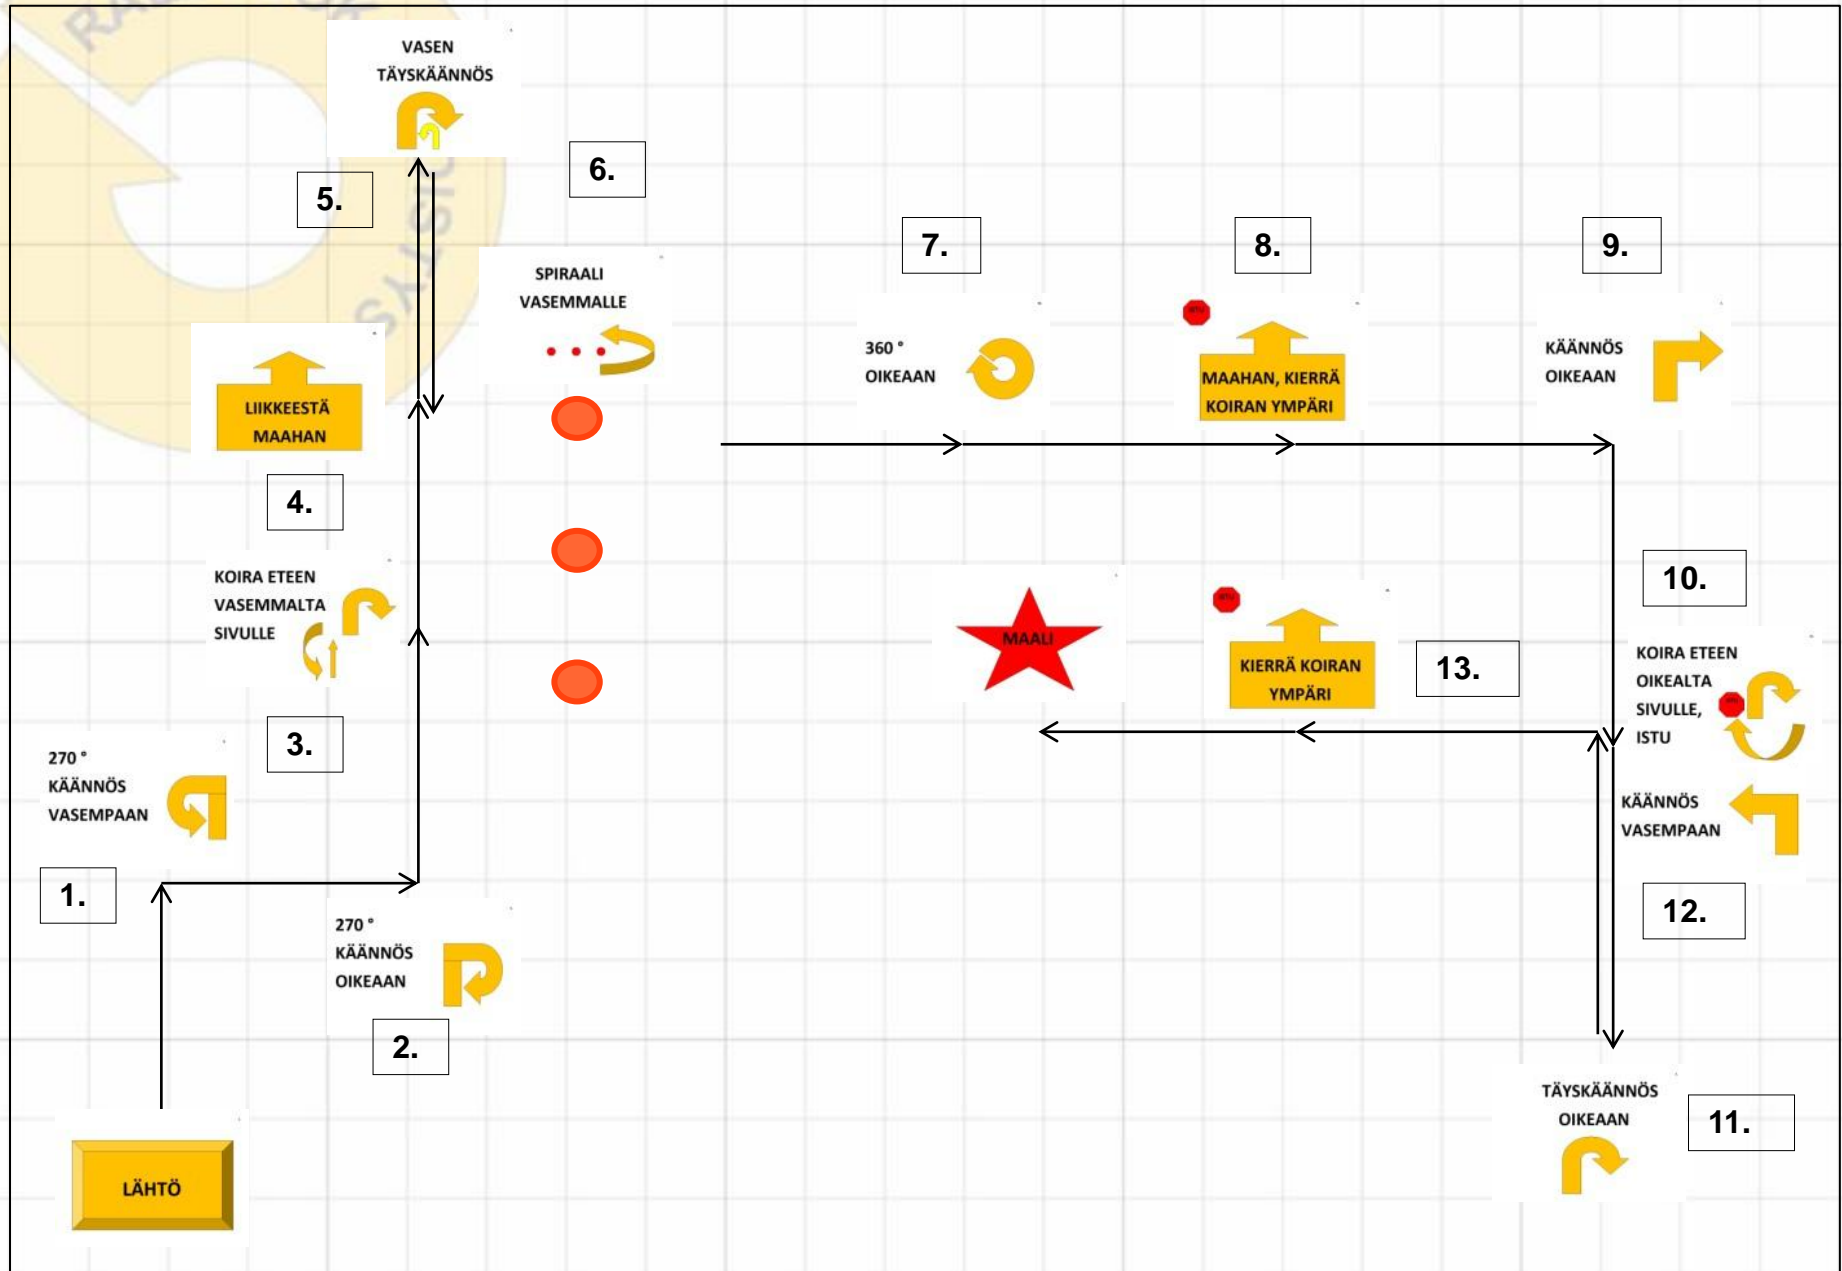 VASEN
TÄYSKÄÄNNÖS
5.
6.
SPIRAALI
VASEMMALLE
7.
8.
9.
360 °
OIKEAAN
MAAHAN, KIERRÄ
KOIRAN YMPÄRI
KÄÄNNÖS
OIKEAAN
LIIKKEESTÄ
MAAHAN
4.
KOIRA ETEEN
VASEMMALTA
SIVULLE
3.
10.
MAALI
KIERRÄ KOIRAN
YMPÄRI
13.
KOIRA ETEEN
OIKEALTA
SIVULLE,
ISTU
270 °
KÄÄNNÖS
VASEMPAAN
1.
KÄÄNNÖS
VASEMPAAN
12.
270 °
KÄÄNNÖS
OIKEAAN
2.
TÄYSKÄÄNNÖS
OIKEAAN
11.
LÄHTÖ